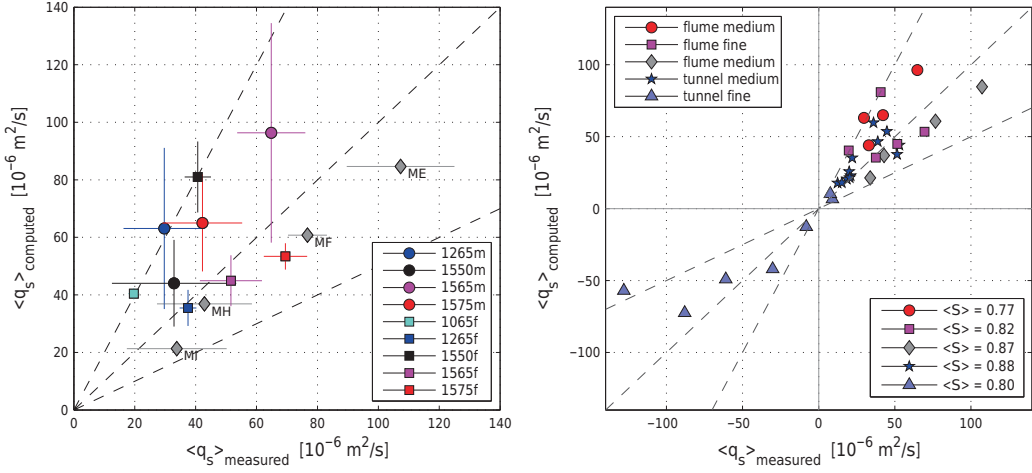 140
120
100
80
60
40
20
0
0
20
40
60
80
100
120
140
<q_s>_computed [10^−6 m^2/s]
<q_s>_measured [10^−6 m^2/s]
ME
MF
MH
MI
1265m
1550m
1565m
1575m
1065f
1265f
1550f
1565f
1575f
100
50
0
−50
−100
−100
−50
0
50
100
<q_s>_computed [10^−6 m^2/s]
<q_s>_measured [10^−6 m^2/s]
flume medium
flume fine
flume medium
tunnel medium
tunnel fine
<S> = 0.77
<S> = 0.82
<S> = 0.87
<S> = 0.88
<S> = 0.80